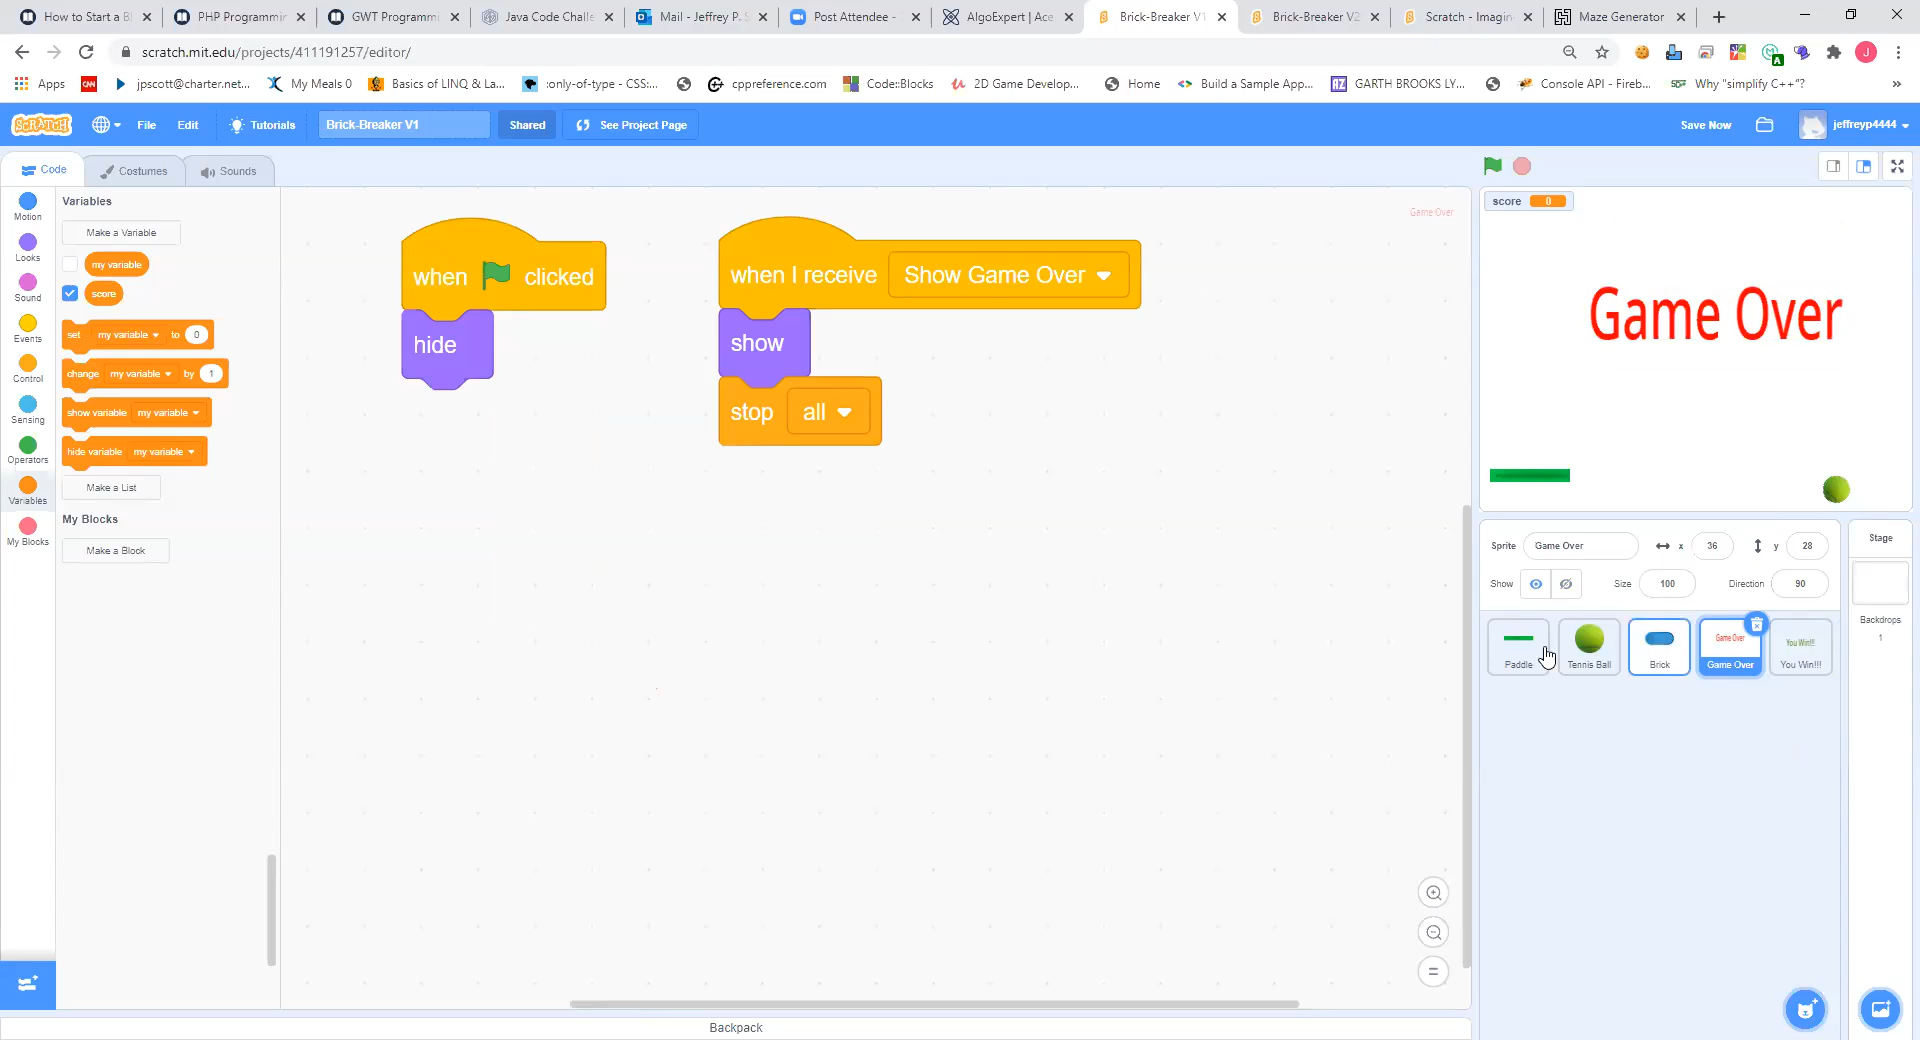 How to Start a Bl
PHP Programmin
GWT Programmi
Java Code Challe
Mail - Jeffrey P. S
Post Attendee -
AlgoExpert | Ace
Brick-Breaker V1
Brick-Breaker V2
Scratch - Imagin
Maze Generator
scratch.mit.edu/projects/411191257/editor/
J
Apps
CNN
jpscott@charter.net...
My Meals 0
Basics of LINQ & La...
:only-of-type - CSS:...
cppreference.com
Code::Blocks
2D Game Develop...
Home
Build a Sample App...
GARTH BROOKS LY...
Console API - Fireb...
Why "simplify C++"?
»
SCRATCH
File
Edit
Tutorials
Brick-Breaker V1
Shared
See Project Page
Save Now
jeffreyp4444
Code
Costumes
Sounds
Motion
Looks
Sound
Events
Control
Sensing
Operators
Variables
My Blocks
Variables
Make a Variable
my variable
score
set my variable to 0
change my variable by 1
show variable my variable
hide variable my variable
Make a List
My Blocks
Make a Block
when clicked
hide
when I receive Show Game Over
show
stop all
Game Over
score 0
Game Over
Sprite Game Over x 36 y 28
Show Size 100 Direction 90
Paddle
Tennis Ball
Brick
Game Over
Game Over
You Win!!!
You Win!!!
Stage
Backdrops
1
Backpack